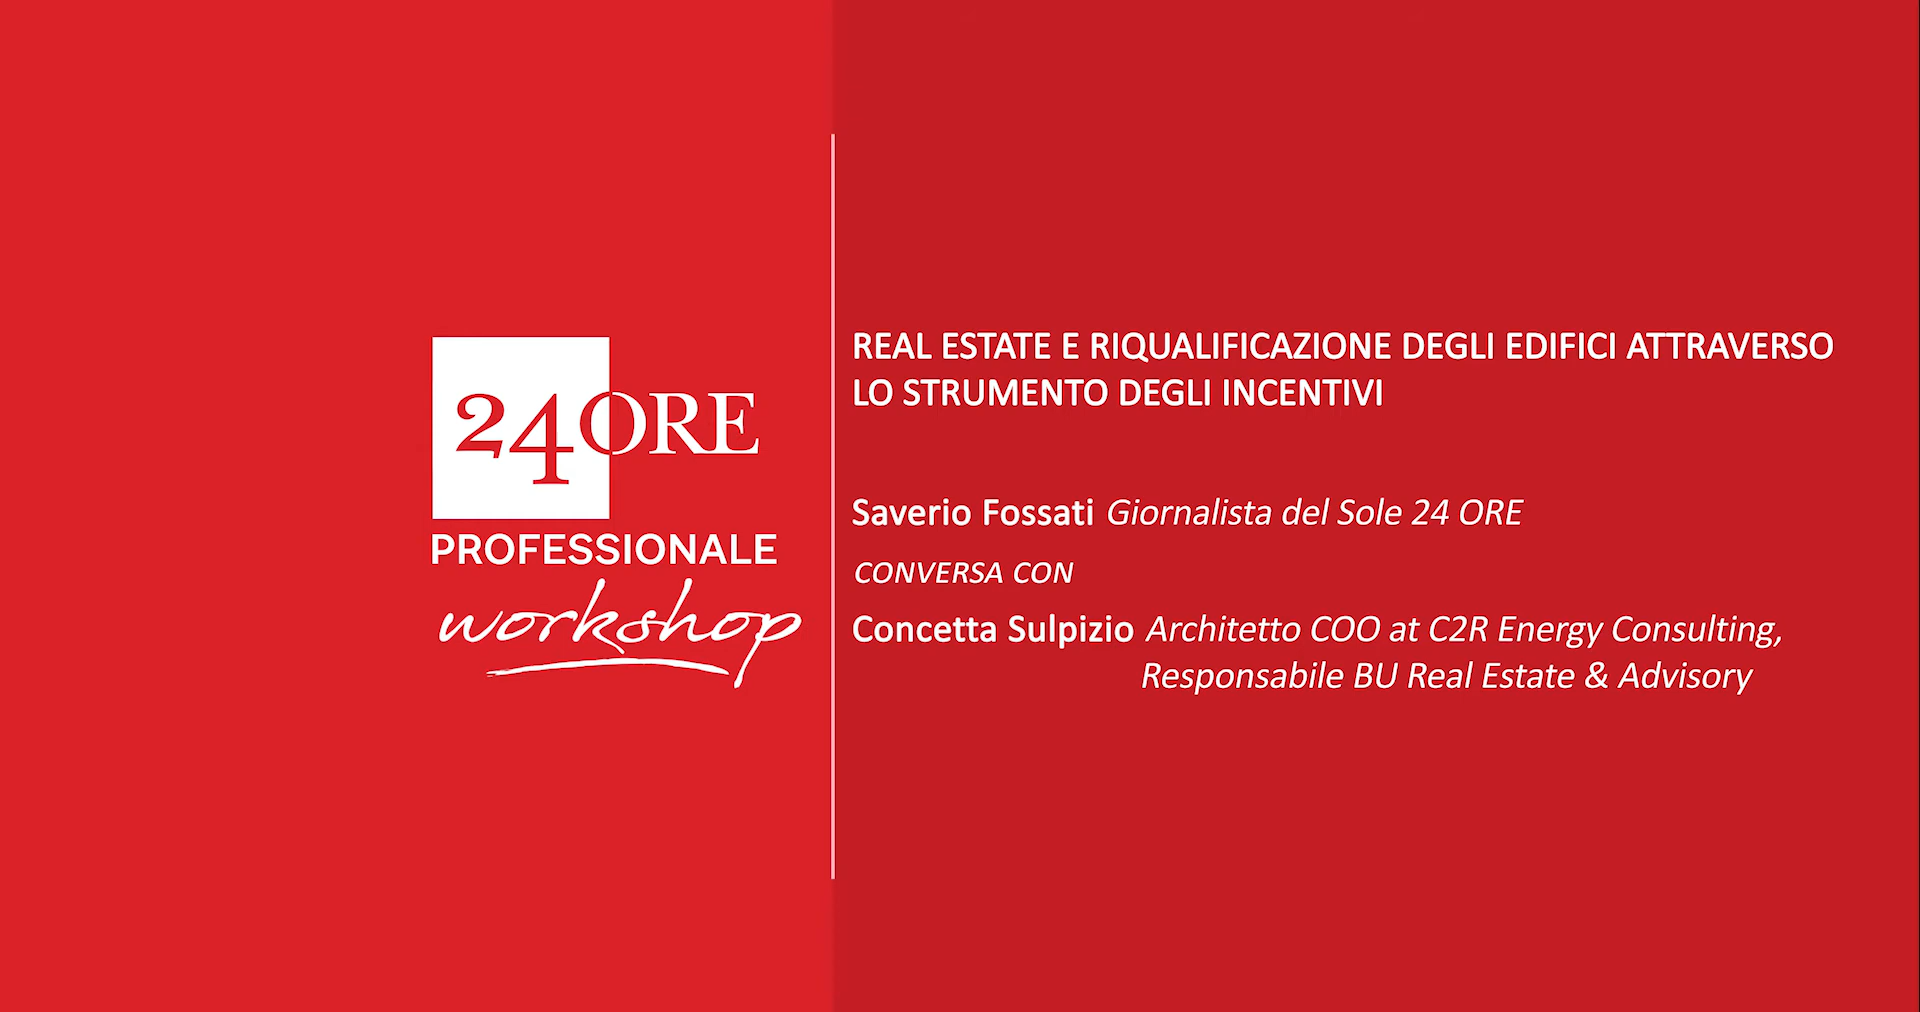 24ORE
PROFESSIONALE
workshop
REAL ESTATE E RIQUALIFICAZIONE DEGLI EDIFICI ATTRAVERSO
LO STRUMENTO DEGLI INCENTIVI
Saverio Fossati Giornalista del Sole 24 ORE
CONVERSA CON
Concetta Sulpizio Architetto COO at C2R Energy Consulting,
Responsabile BU Real Estate & Advisory